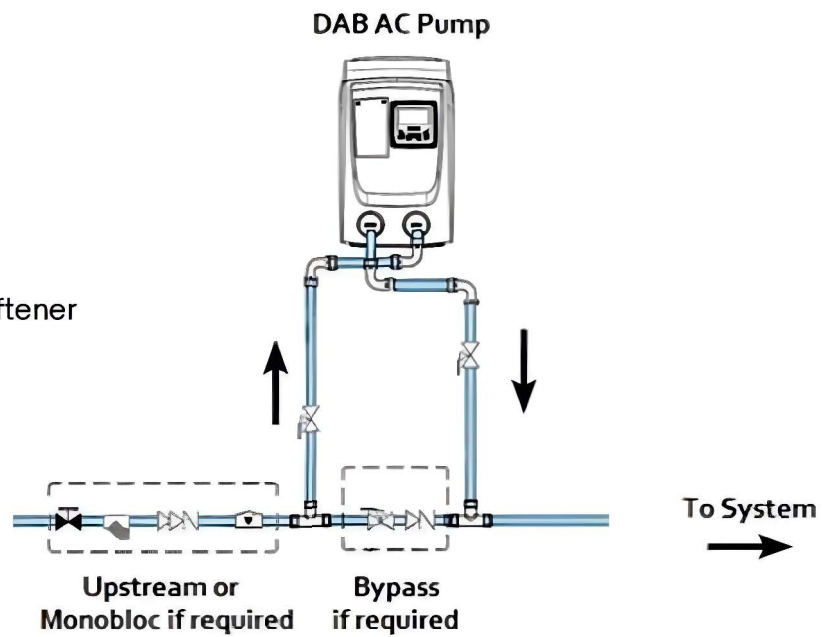 DAB AC Pump
ftener
To System
Upstream or
Monobloc if required
Bypass
if required